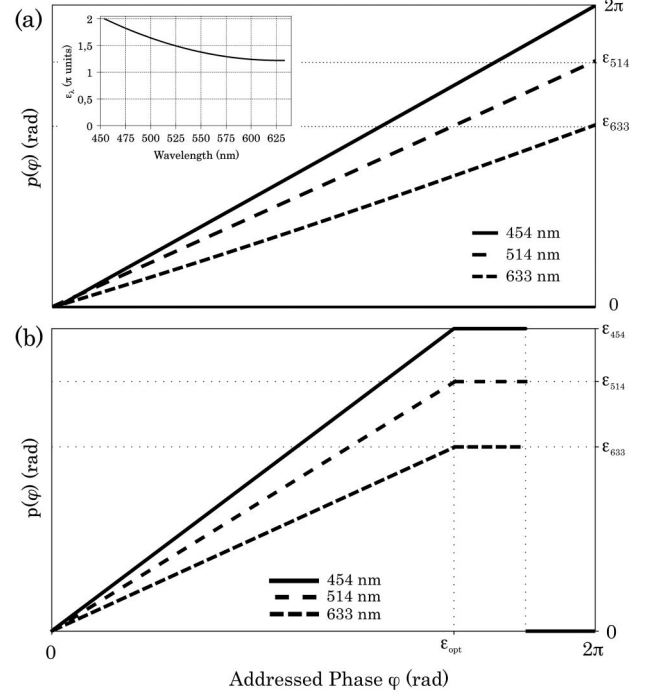 (a)
2π
ε514
ε633
0
p(φ) (rad)
ελ (π units)
2
1,5
1
0,5
0
450 475 500 525 550 575 600 625
Wavelength (nm)
454 nm
514 nm
633 nm
(b)
ε454
ε514
ε633
0
p(φ) (rad)
454 nm
514 nm
633 nm
0
εopt
2π
Addressed Phase φ (rad)